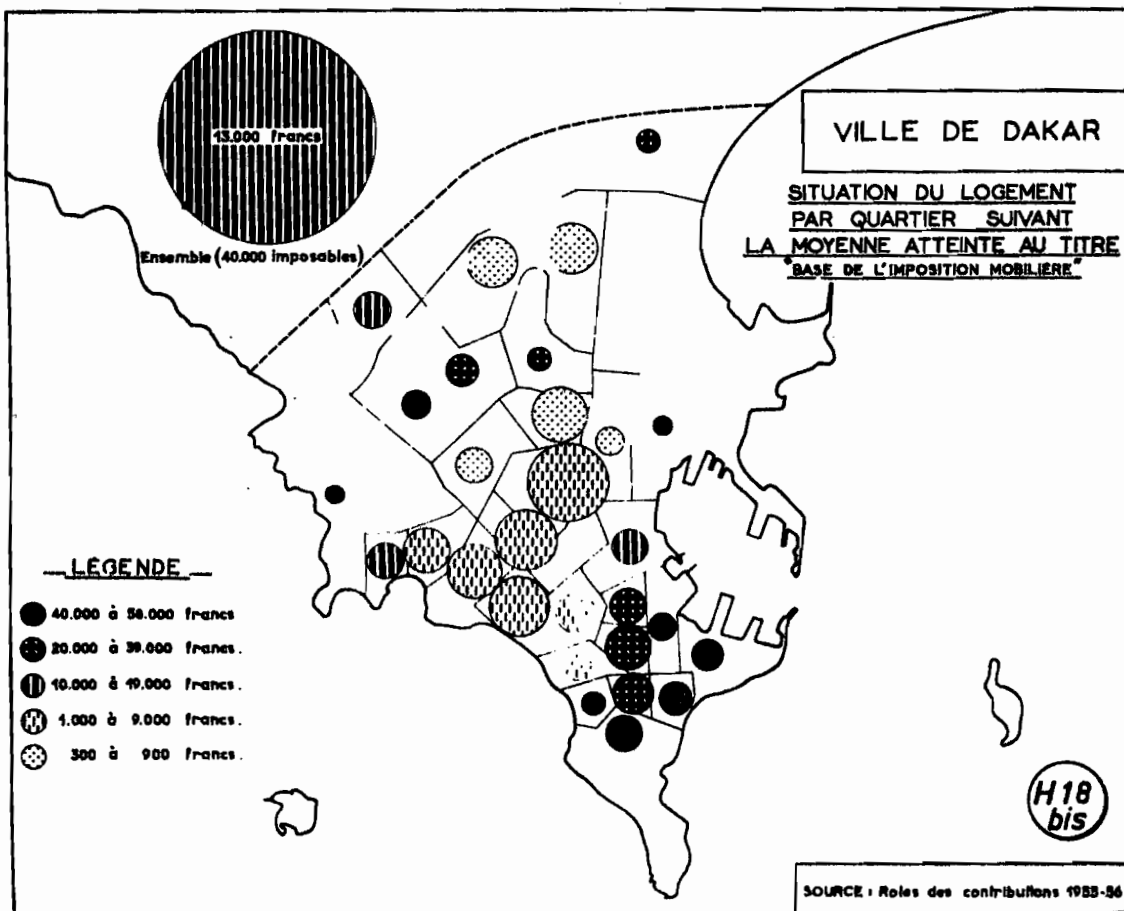 13.000 francs
Ensemble (40.000 imposables)
VILLE DE DAKAR
SITUATION DU LOGEMENT
PAR QUARTIER SUIVANT
LA MOYENNE ATTEINTE AU TITRE
"BASE DE L'IMPOSITION MOBILIÈRE"
LÉGENDE
40.000 à 56.000 francs
20.000 à 39.000 francs.
10.000 à 19.000 francs.
1.000 à 9.000 francs.
300 à 900 francs.
H18
bis
SOURCE : Roles des contributions 1955-56